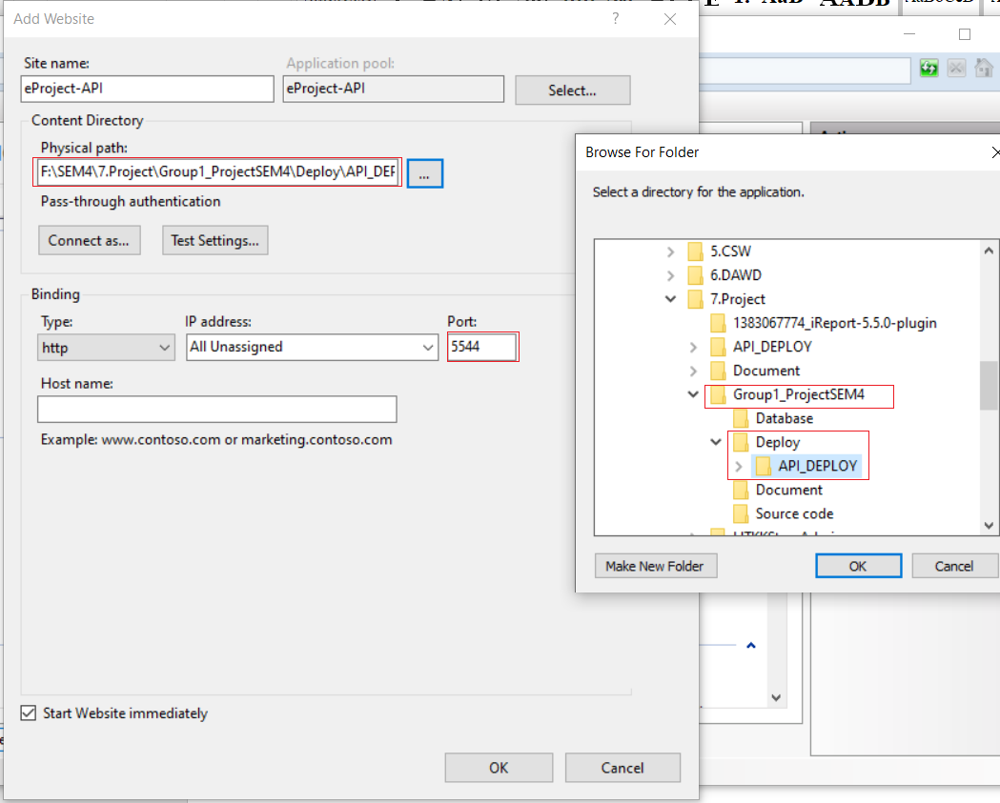 Add Website
?
Site name:
Application pool:
eProject-API
eProject-API
Select...
Content Directory
Physical path:
F:\SEM4\7.Project\Group1_ProjectSEM4\Deploy\API_DEP
...
Pass-through authentication
Connect as...
Test Settings...
Binding
Type:
IP address:
Port:
http
All Unassigned
5544
Host name:
Example: www.contoso.com or marketing.contoso.com
Start Website immediately
OK
Cancel
Browse For Folder
Select a directory for the application.
5.CSW
6.DAWD
7.Project
1383067774_iReport-5.5.0-plugin
API_DEPLOY
Document
Group1_ProjectSEM4
Database
Deploy
API_DEPLOY
Document
Source code
Make New Folder
OK
Cancel